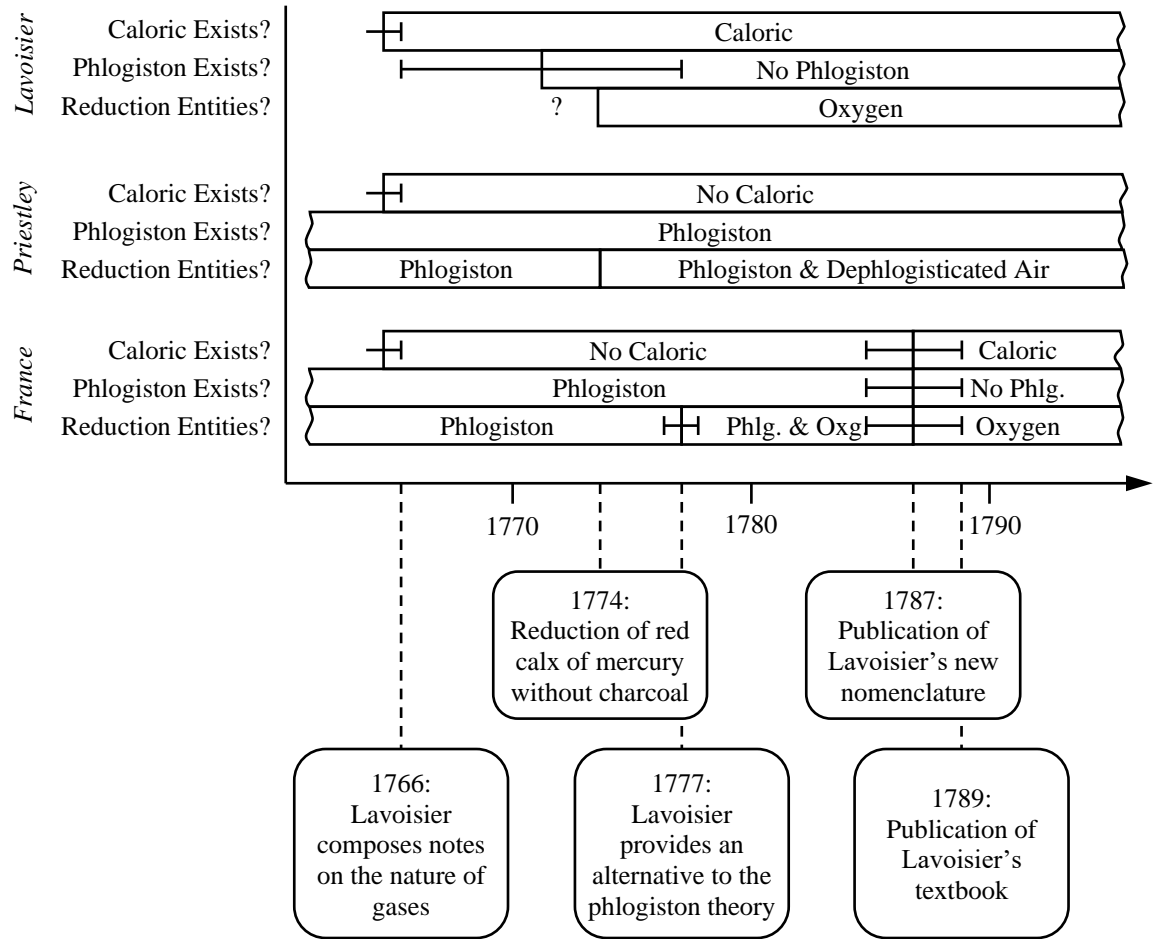 Lavoisier
Caloric Exists?
Caloric
Phlogiston Exists?
No Phlogiston
Reduction Entities?
?
Oxygen
Priestley
Caloric Exists?
No Caloric
Phlogiston Exists?
Phlogiston
Reduction Entities?
Phlogiston
Phlogiston & Dephlogisticated Air
France
Caloric Exists?
No Caloric
Caloric
Phlogiston Exists?
Phlogiston
No Phlg.
Reduction Entities?
Phlogiston
Phlg. & Oxg.
Oxygen
1770
1780
1790
1774:
Reduction of red
calx of mercury
without charcoal
1787:
Publication of
Lavoisier’s new
nomenclature
1766:
Lavoisier
composes notes
on the nature of
gases
1777:
Lavoisier
provides an
alternative to the
phlogiston theory
1789:
Publication of
Lavoisier’s
textbook